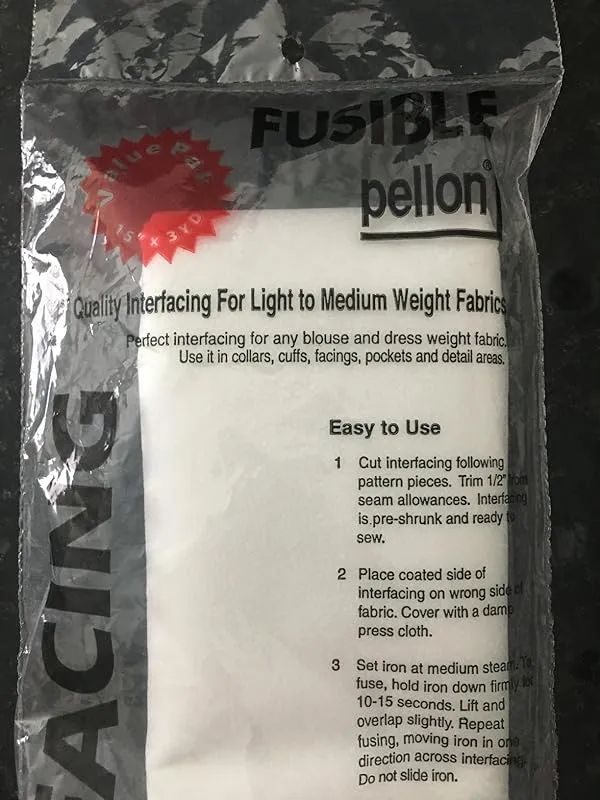 FUSIBLE
pellon®
Value Pak
15" x 3 YD
Quality Interfacing For Light to Medium Weight Fabrics
Perfect interfacing for any blouse and dress weight fabric.
Use it in collars, cuffs, facings, pockets and detail areas.
Easy to Use
1 Cut interfacing following
pattern pieces. Trim 1/2" from
seam allowances. Interfacing
is pre-shrunk and ready to
sew.
2 Place coated side of
interfacing on wrong side of
fabric. Cover with a damp
press cloth.
3 Set iron at medium steam. To
fuse, hold iron down firmly for
10-15 seconds. Lift and
overlap slightly. Repeat
fusing, moving iron in one
direction across interfacing.
Do not slide iron.
FACING